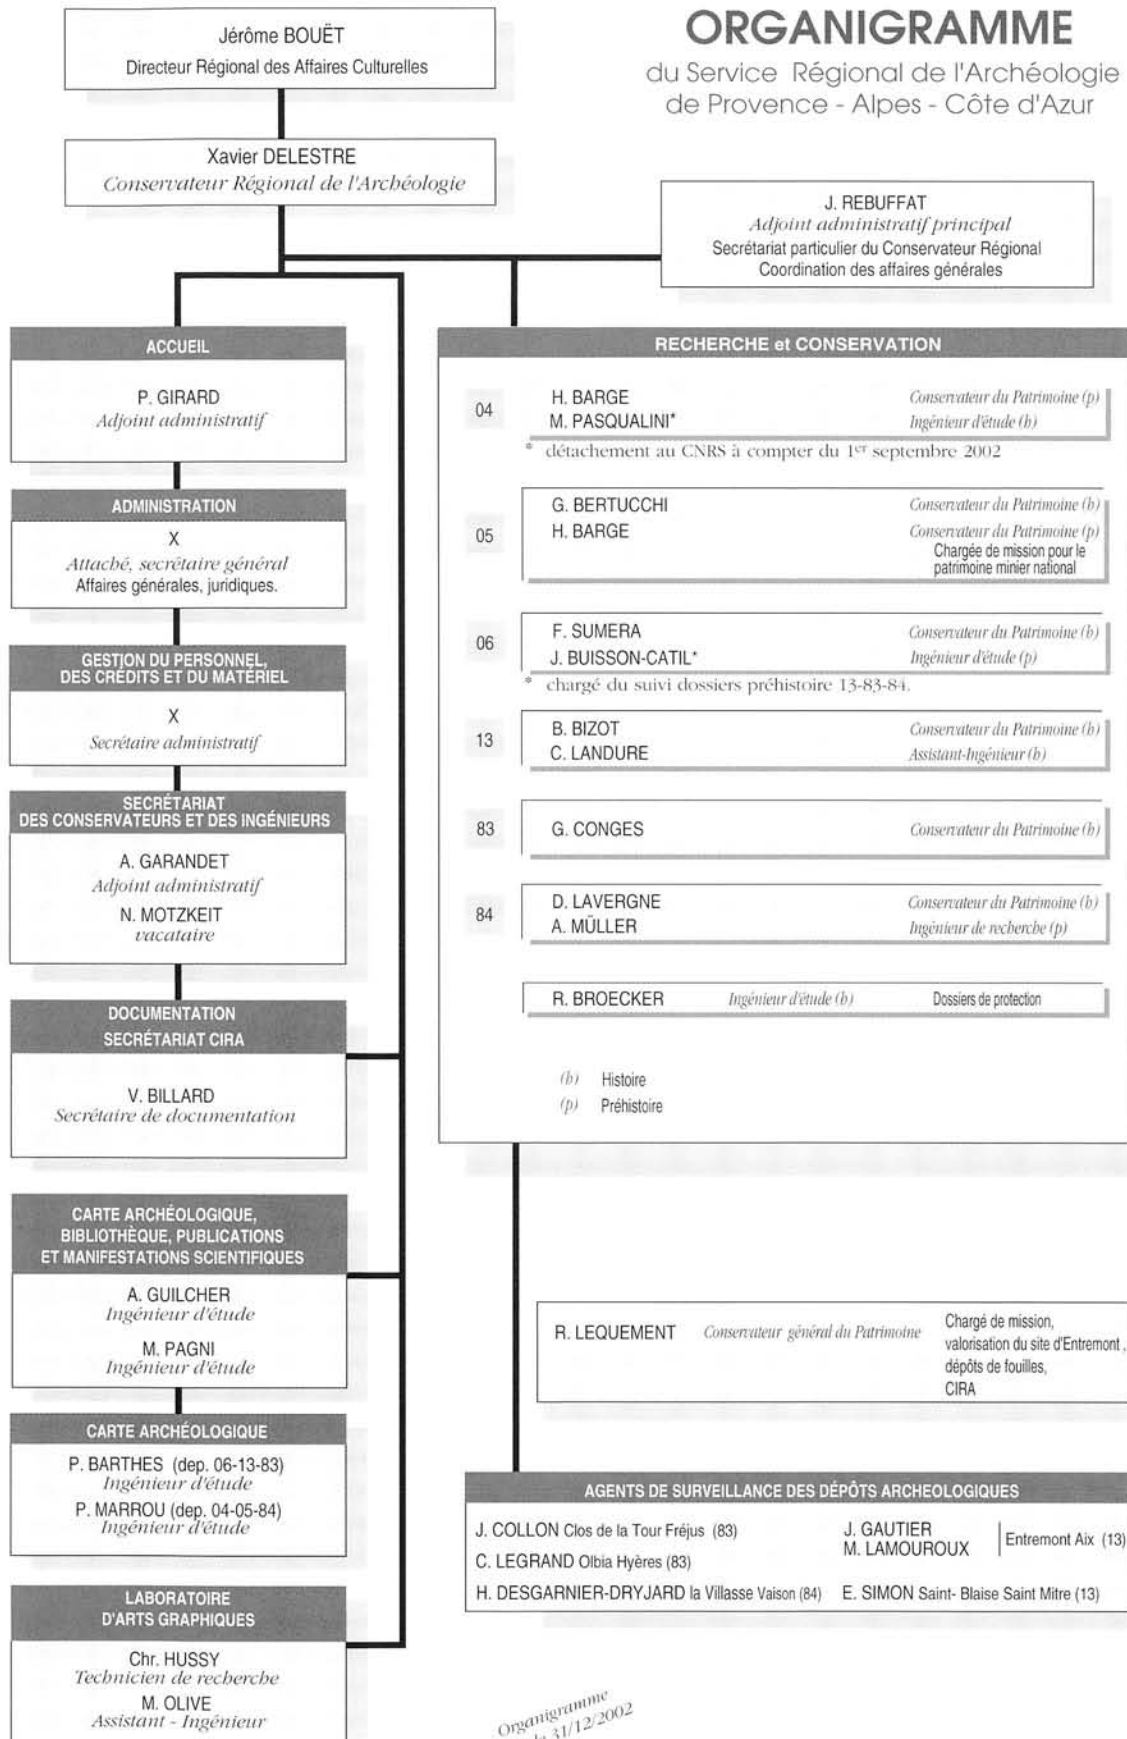 Jérôme BOUËT
Directeur Régional des Affaires Culturelles
ORGANIGRAMME
du Service Régional de l'Archéologie
de Provence - Alpes - Côte d'Azur
Xavier DELESTRE
Conservateur Régional de l'Archéologie
J. REBUFFAT
Adjoint administratif principal
Secrétariat particulier du Conservateur Régional
Coordination des affaires générales
ACCUEIL
P. GIRARD
Adjoint administratif
ADMINISTRATION
X
Attaché, secrétaire général
Affaires générales, juridiques.
GESTION DU PERSONNEL,
DES CRÉDITS ET DU MATÉRIEL
X
Secrétaire administratif
SECRÉTARIAT
DES CONSERVATEURS ET DES INGÉNIEURS
A. GARANDET
Adjoint administratif
N. MOTZKEIT
vacataire
DOCUMENTATION
SECRÉTARIAT CIRA
V. BILLARD
Secrétaire de documentation
CARTE ARCHÉOLOGIQUE,
BIBLIOTHÈQUE, PUBLICATIONS
ET MANIFESTATIONS SCIENTIFIQUES
A. GUILCHER
Ingénieur d'étude
M. PAGNI
Ingénieur d'étude
CARTE ARCHÉOLOGIQUE
P. BARTHES (dep. 06-13-83)
Ingénieur d'étude
P. MARROU (dep. 04-05-84)
Ingénieur d'étude
LABORATOIRE
D'ARTS GRAPHIQUES
Chr. HUSSY
Technicien de recherche
M. OLIVE
Assistant - Ingénieur
RECHERCHE et CONSERVATION
04
H. BARGE Conservateur du Patrimoine (p)
M. PASQUALINI* Ingénieur d'étude (h)
* détachement au CNRS à compter du 1er septembre 2002
05
G. BERTUCCHI Conservateur du Patrimoine (h)
H. BARGE Conservateur du Patrimoine (p)
Chargée de mission pour le
patrimoine minier national
06
F. SUMERA Conservateur du Patrimoine (h)
J. BUISSON-CATIL* Ingénieur d'étude (p)
* chargé du suivi dossiers préhistoire 13-83-84.
13
B. BIZOT Conservateur du Patrimoine (h)
C. LANDURE Assistant-Ingénieur (h)
83
G. CONGES Conservateur du Patrimoine (h)
84
D. LAVERGNE Conservateur du Patrimoine (h)
A. MÜLLER Ingénieur de recherche (p)
R. BROECKER Ingénieur d'étude (h) Dossiers de protection
(h) Histoire
(p) Préhistoire
R. LEQUEMENT Conservateur général du Patrimoine Chargé de mission,
valorisation du site d'Entremont ,
dépôts de fouilles,
CIRA
AGENTS DE SURVEILLANCE DES DÉPÔTS ARCHEOLOGIQUES
J. COLLON Clos de la Tour Fréjus (83)
C. LEGRAND Olbia Hyères (83)
H. DESGARNIER-DRYJARD la Villasse Vaison (84)
J. GAUTIER
M. LAMOUROUX
Entremont Aix (13)
E. SIMON Saint- Blaise Saint Mitre (13)
Organigramme
31/12/2002